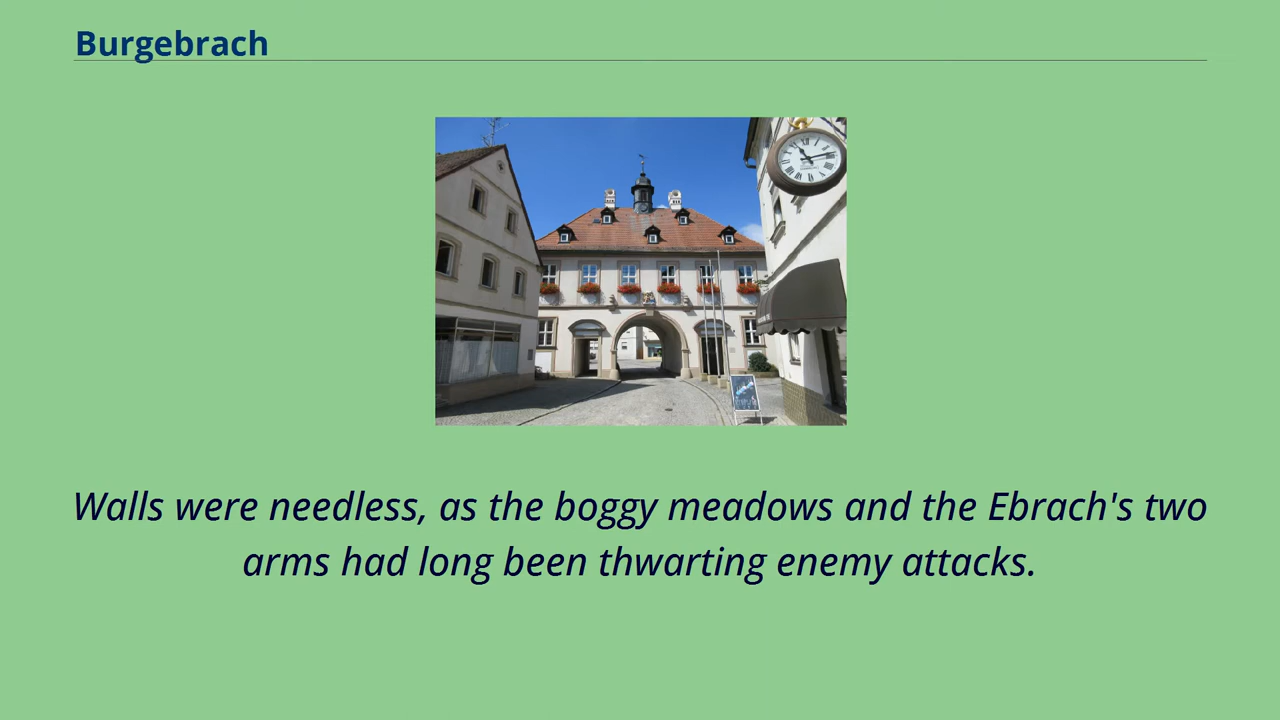 Burgebrach
Walls were needless, as the boggy meadows and the Ebrach's two
arms had long been thwarting enemy attacks.